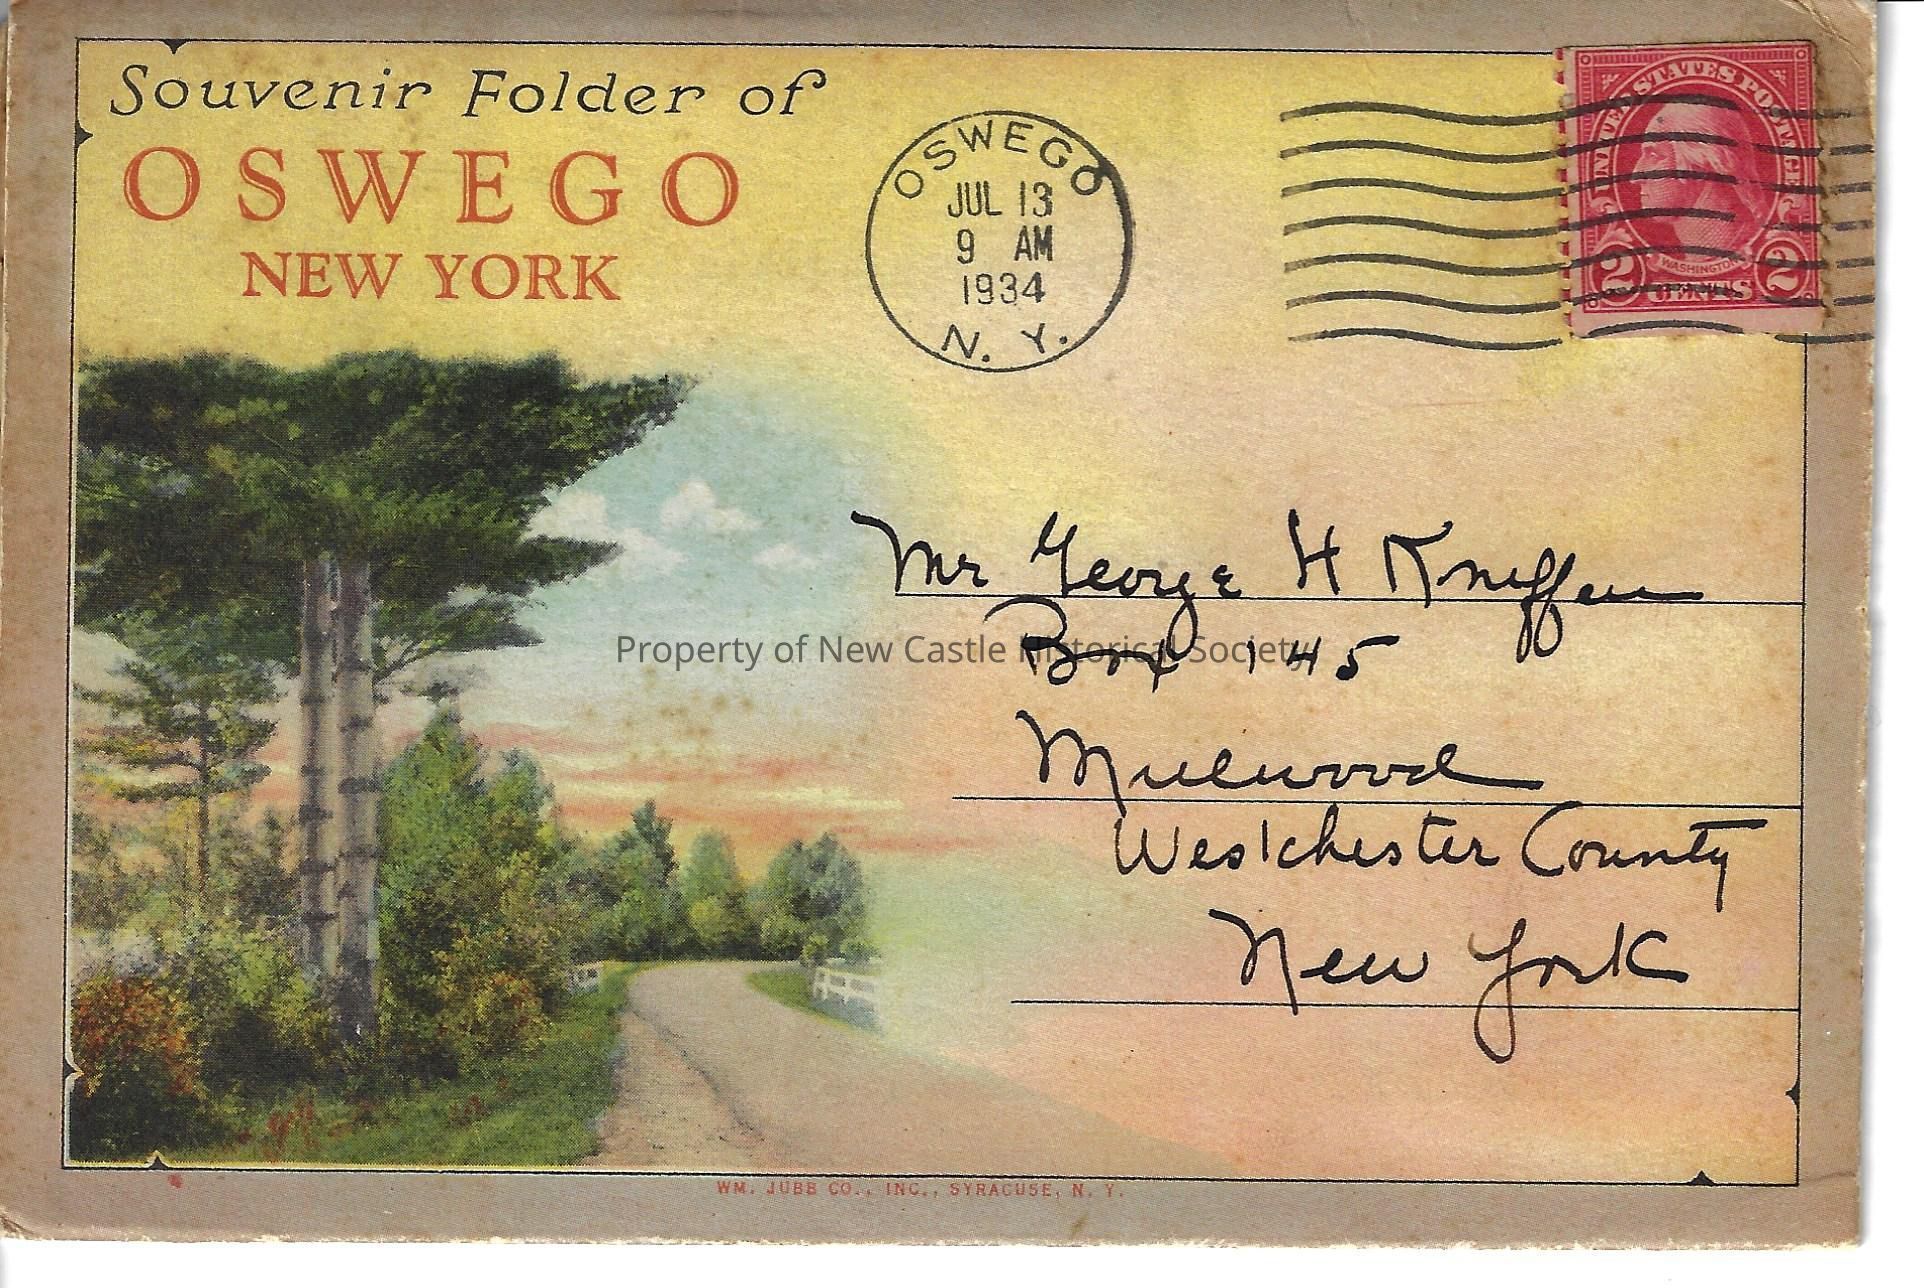 Souvenir Folder of
OSWEGO
NEW YORK
OSWEGO
JUL 13
9 AM
1934
N. Y.
UNITED STATES POSTAGE
WASHINGTON
2 CENTS 2
Mr George H Kniffen
Box 145
Property of New Castle Historical Society
Millwood
Westchester County
New York
WM. JUBB CO., INC., SYRACUSE, N. Y.